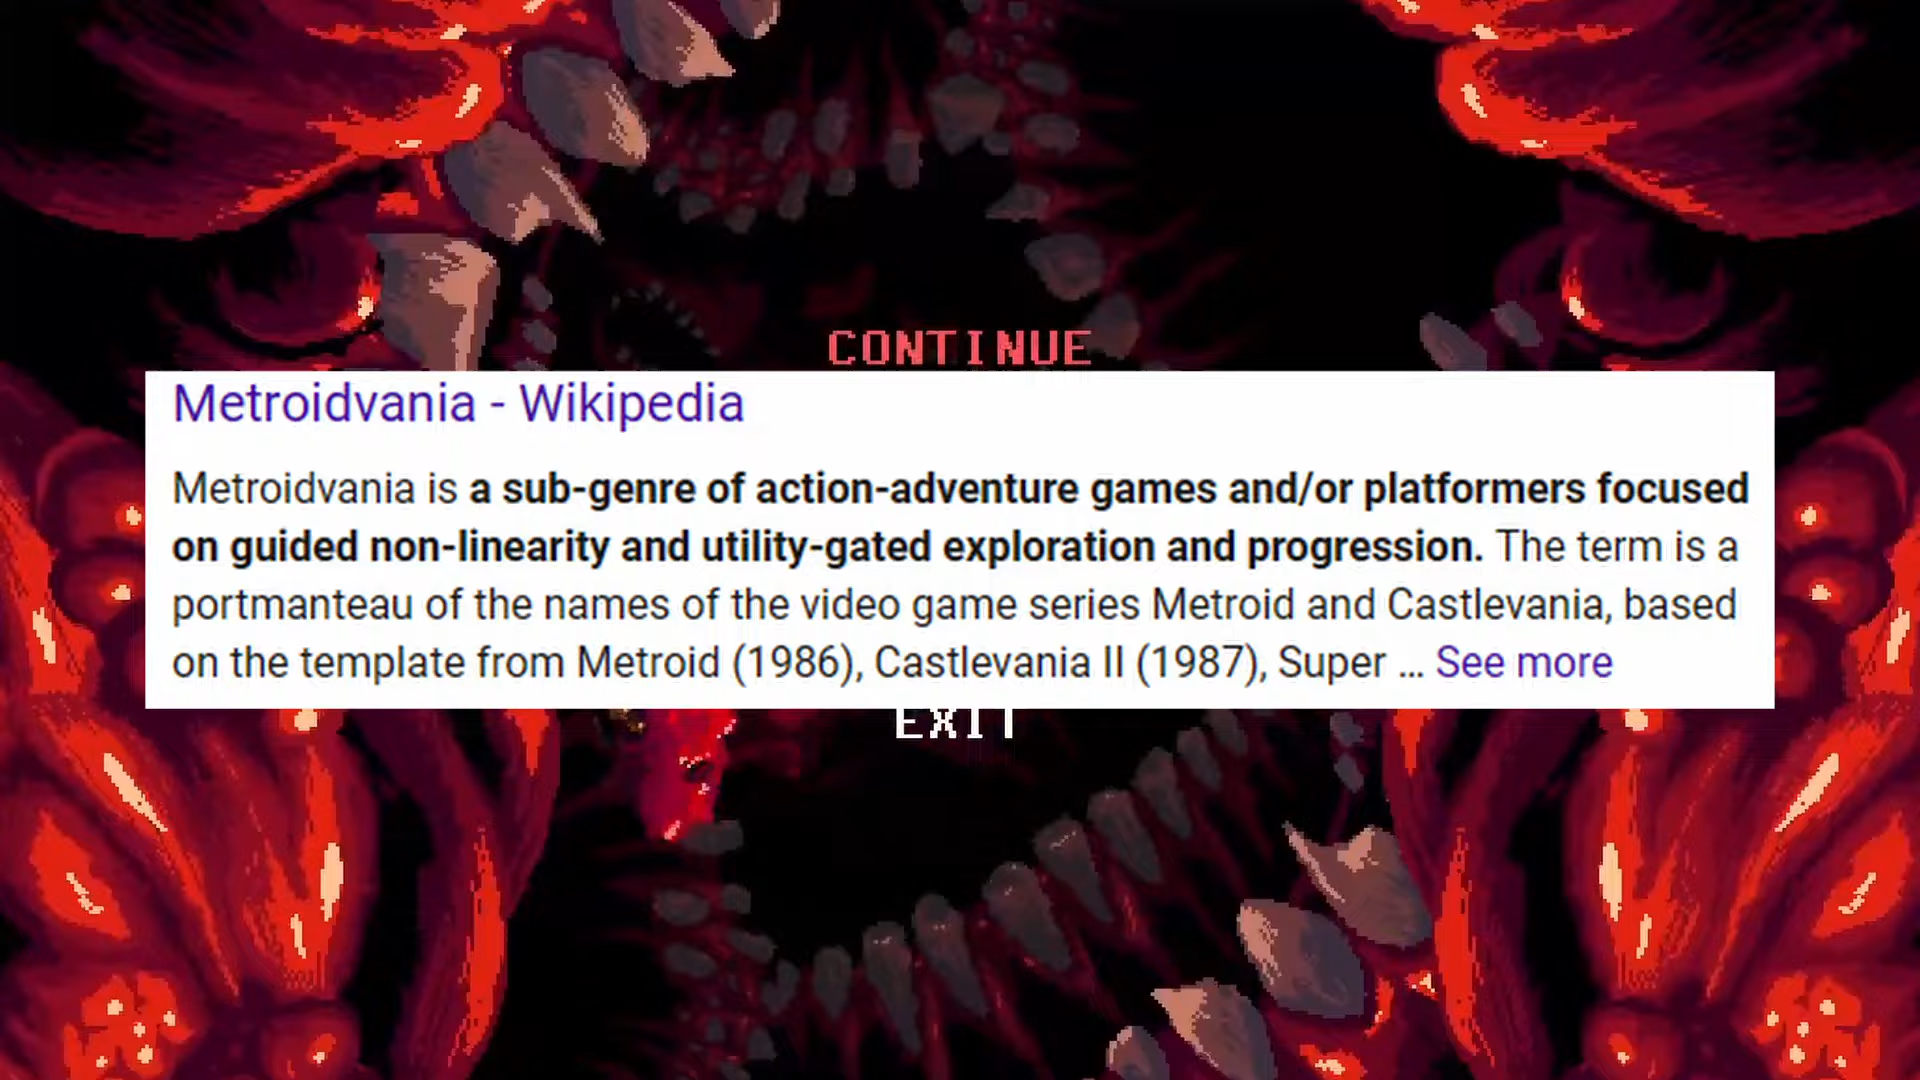 CONTINUE
Metroidvania - Wikipedia
Metroidvania is a sub-genre of action-adventure games and/or platformers focused
on guided non-linearity and utility-gated exploration and progression. The term is a
portmanteau of the names of the video game series Metroid and Castlevania, based
on the template from Metroid (1986), Castlevania II (1987), Super ... See more
EXIT